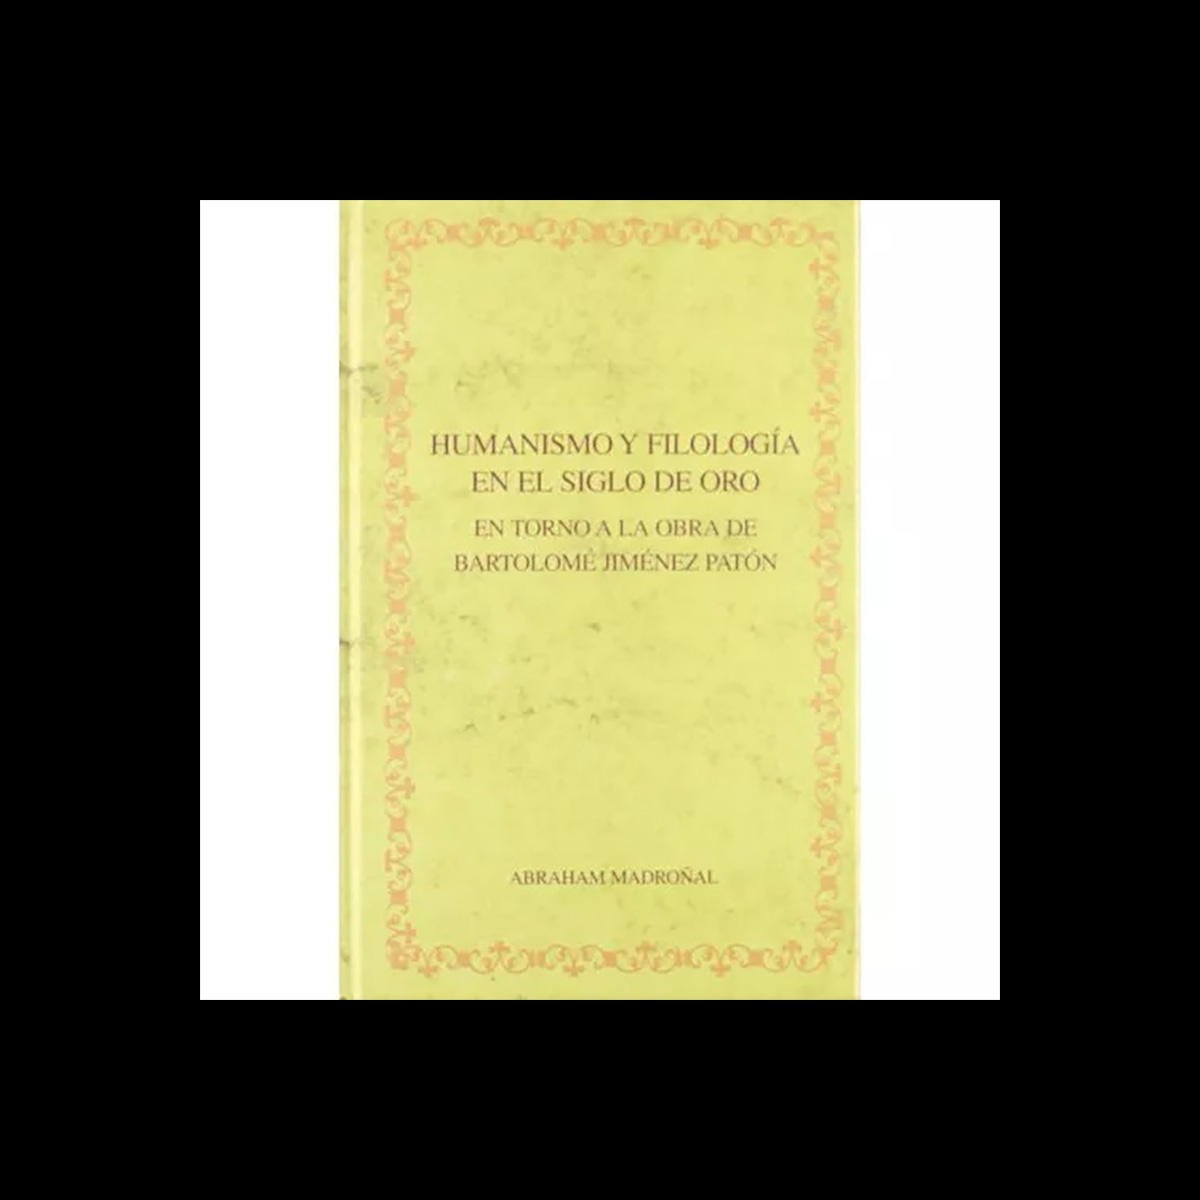 HUMANISMO Y FILOLOGÍA
EN EL SIGLO DE ORO
EN TORNO A LA OBRA DE
BARTOLOMÉ JIMÉNEZ PATÓN
ABRAHAM MADROÑAL